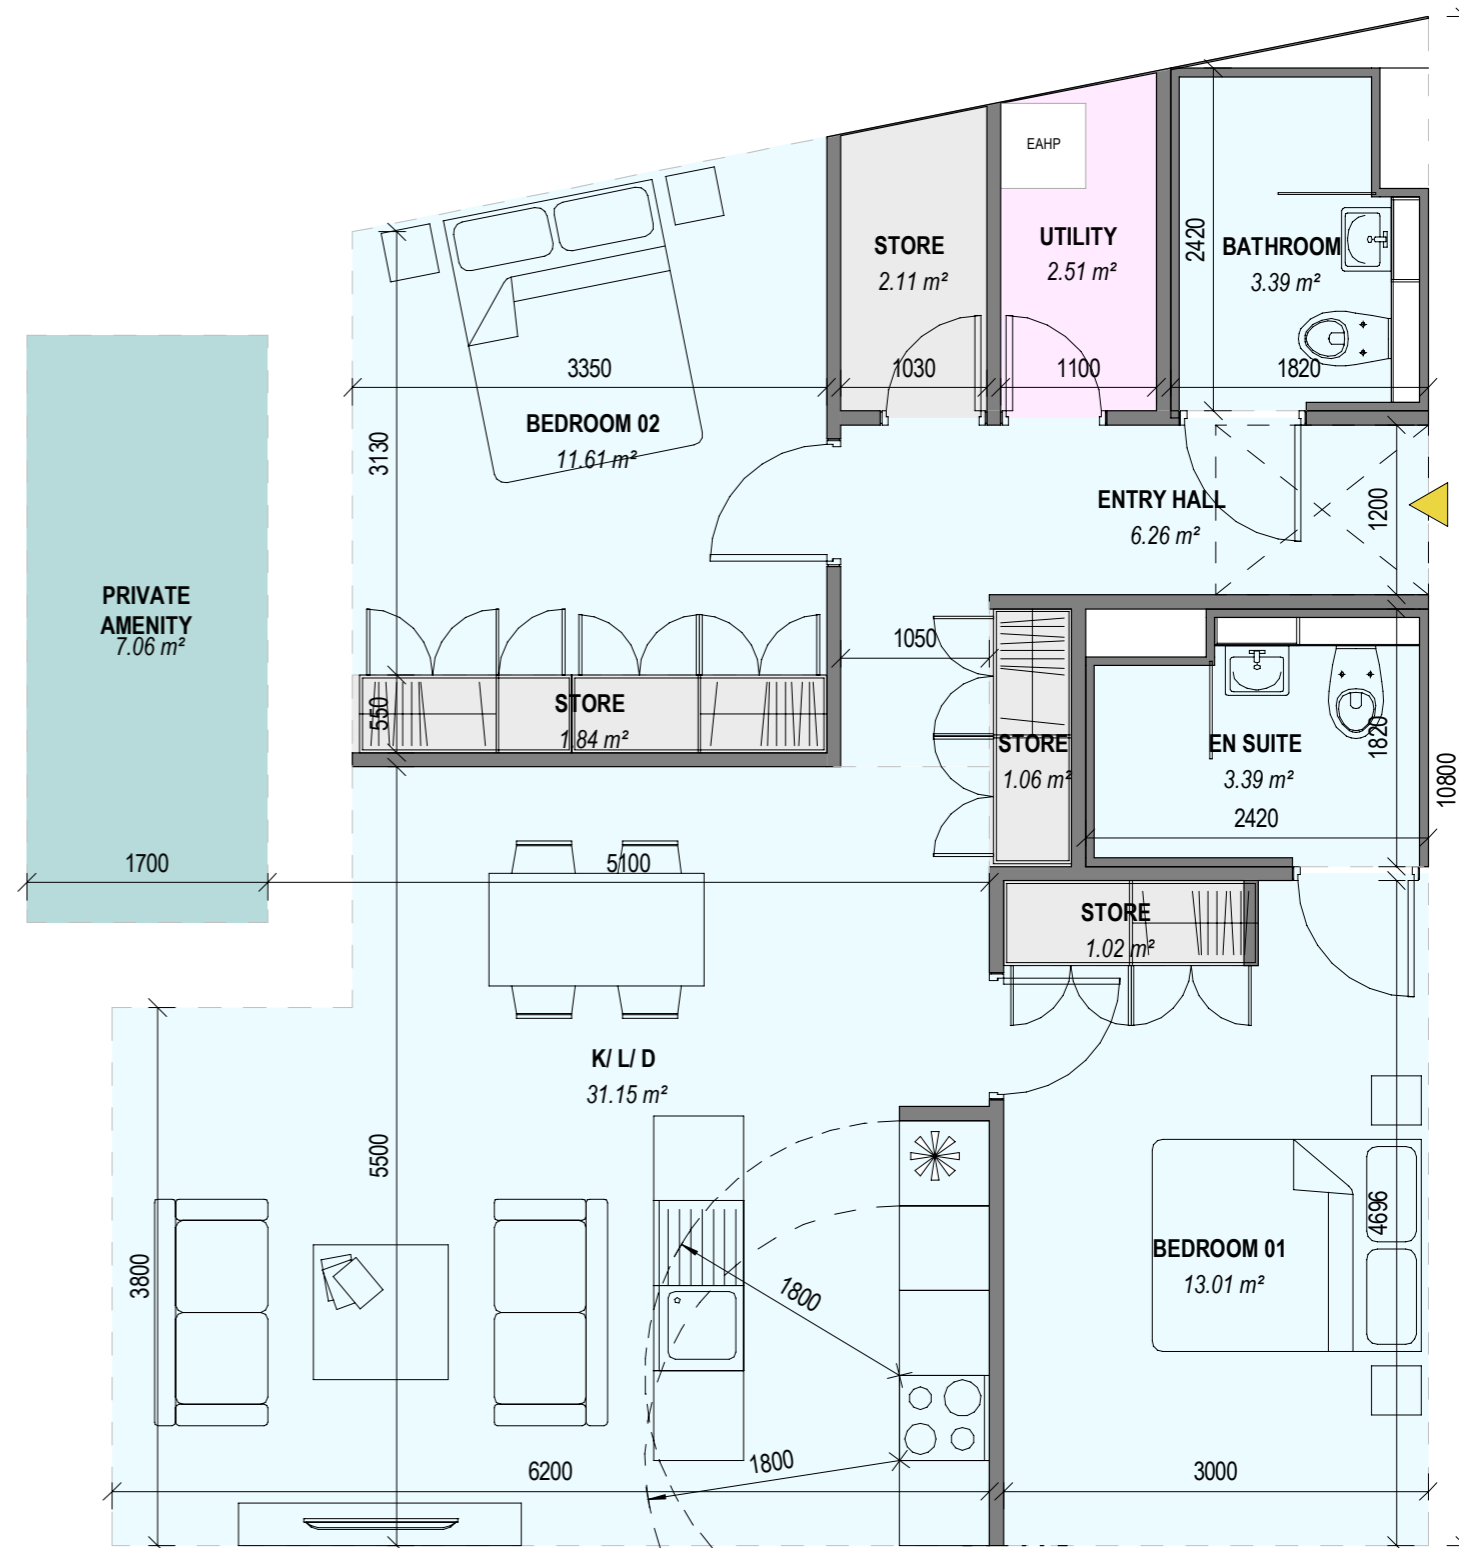 EAHP
STORE
2.11 m²
UTILITY
2.51 m²
BATHROOM
3.39 m²
2420
3350
1030
1100
1820
BEDROOM 02
11.61 m²
3130
ENTRY HALL
6.26 m²
1200
PRIVATE
AMENITY
7.06 m²
1050
STORE
1.84 m²
550
STORE
1.06 m²
EN SUITE
3.39 m²
1820
10800
2420
1700
5100
STORE
1.02 m²
K/ L/ D
31.15 m²
5500
3800
1800
BEDROOM 01
13.01 m²
4696
6200
1800
3000